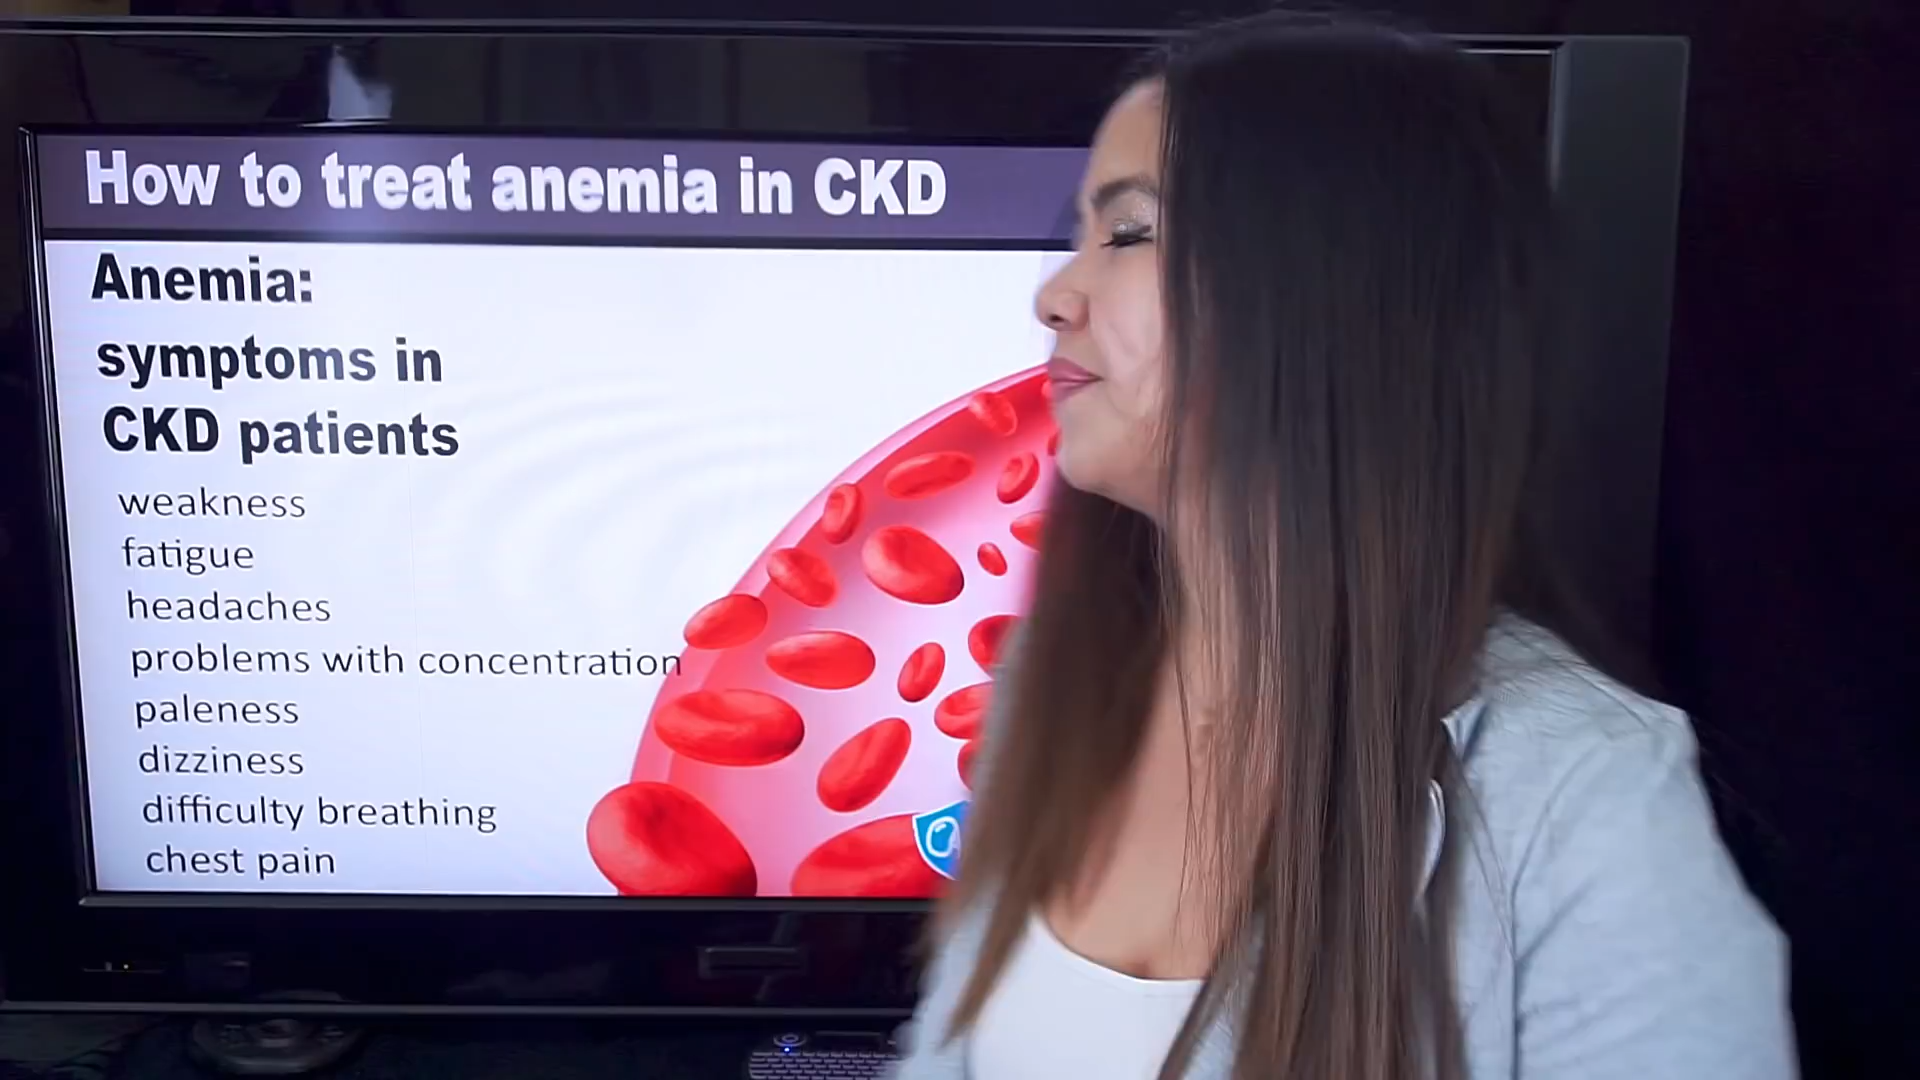 How to treat anemia in CKD
Anemia:
symptoms in
CKD patients
weakness
fatigue
headaches
problems with concentration
paleness
dizziness
difficulty breathing
chest pain